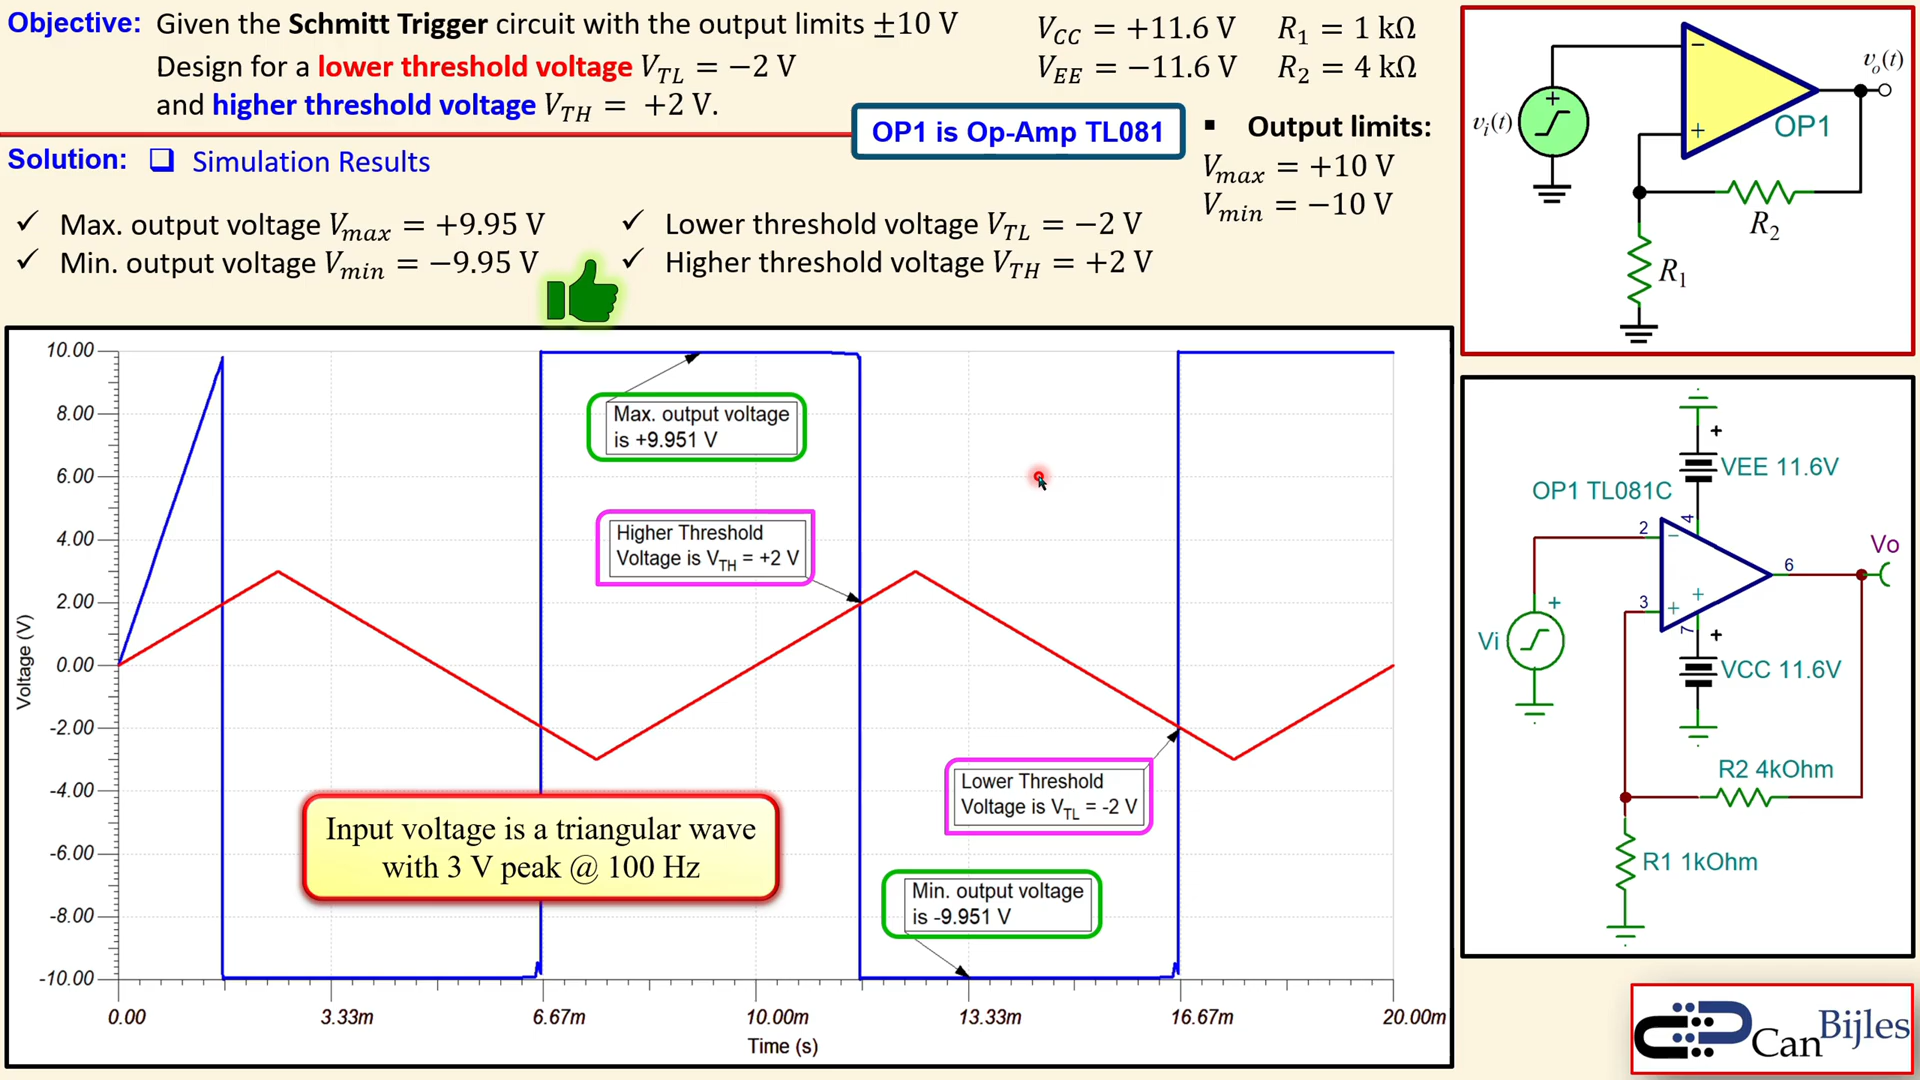 Objective: Given the Schmitt Trigger circuit with the output limits ±10 V
Design for a lower threshold voltage V_TL = −2 V
and higher threshold voltage V_TH = +2 V.
V_CC = +11.6 V R_1 = 1 kΩ
V_EE = −11.6 V R_2 = 4 kΩ
OP1 is Op-Amp TL081
▪ Output limits:
V_max = +10 V
V_min = −10 V
Solution: ❑ Simulation Results
✓ Max. output voltage V_max = +9.95 V
✓ Min. output voltage V_min = −9.95 V
✓ Lower threshold voltage V_TL = −2 V
✓ Higher threshold voltage V_TH = +2 V
v_i(t)
+
−
+
OP1
v_o(t)
R_2
R_1
10.00
8.00
6.00
4.00
2.00
0.00
-2.00
-4.00
-6.00
-8.00
-10.00
Voltage (V)
Max. output voltage
is +9.951 V
Higher Threshold
Voltage is V_TH = +2 V
Lower Threshold
Voltage is V_TL = -2 V
Min. output voltage
is -9.951 V
Input voltage is a triangular wave
with 3 V peak @ 100 Hz
0.00 3.33m 6.67m 10.00m 13.33m 16.67m 20.00m
Time (s)
+
VEE 11.6V
OP1 TL081C
4
2
−
Vo
6
3
+
+
7
+
VCC 11.6V
+
Vi
R2 4kOhm
R1 1kOhm
CanBijles